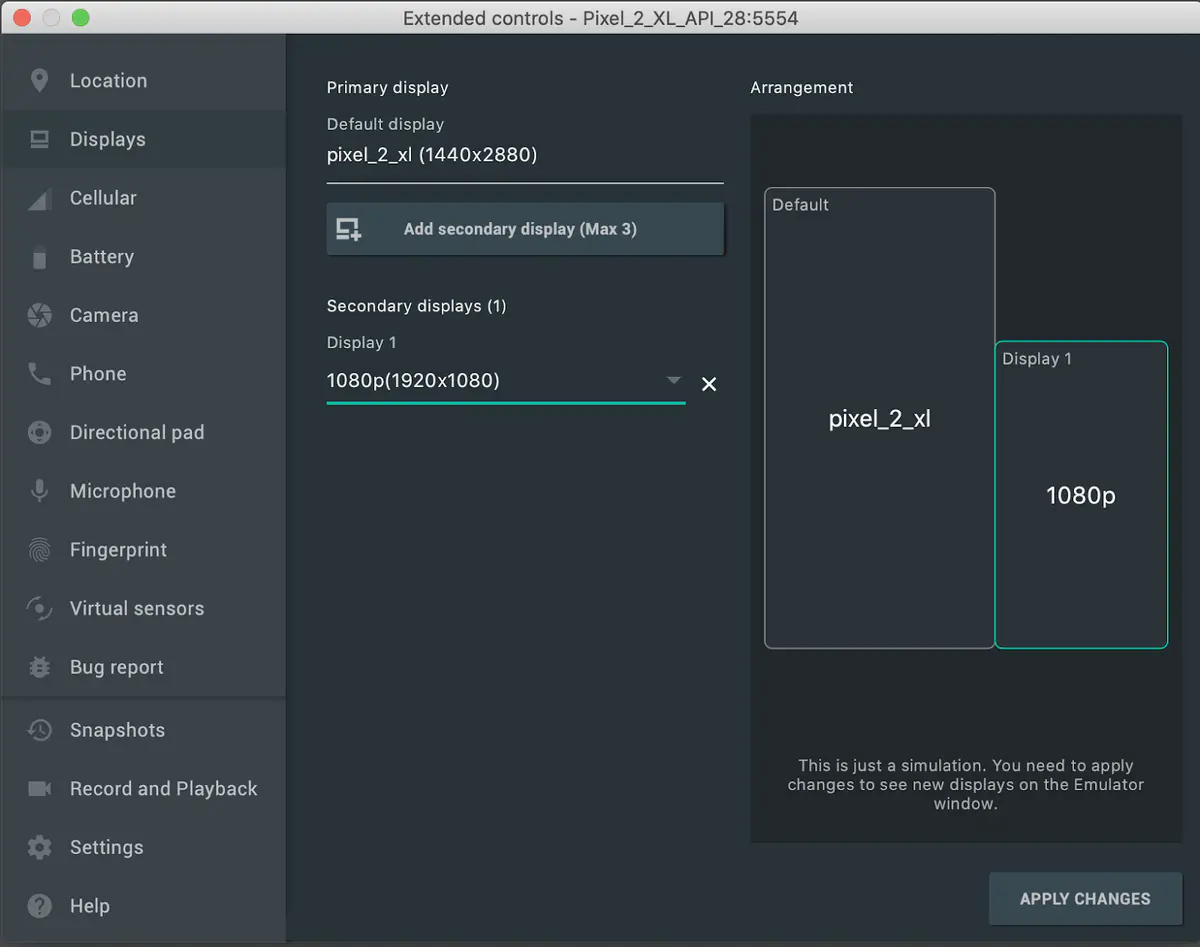 Extended controls - Pixel_2_XL_API_28:5554
Location
Displays
Cellular
Battery
Camera
Phone
Directional pad
Microphone
Fingerprint
Virtual sensors
Bug report
Snapshots
Record and Playback
Settings
Help
Primary display
Default display
pixel_2_xl (1440x2880)
Add secondary display (Max 3)
Secondary displays (1)
Display 1
1080p(1920x1080)
Arrangement
Default
pixel_2_xl
Display 1
1080p
This is just a simulation. You need to apply
changes to see new displays on the Emulator
window.
APPLY CHANGES